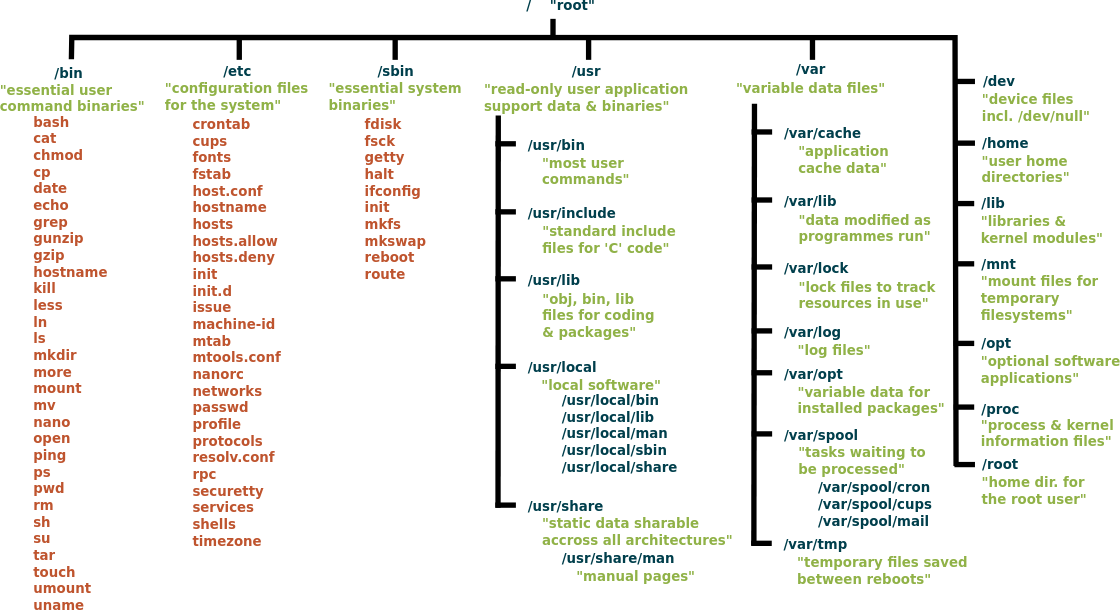 / "root"
/bin
"essential user
command binaries"
bash
cat
chmod
cp
date
echo
grep
gunzip
gzip
hostname
kill
less
ln
ls
mkdir
more
mount
mv
nano
open
ping
ps
pwd
rm
sh
su
tar
touch
umount
uname
/etc
"configuration files
for the system"
crontab
cups
fonts
fstab
host.conf
hostname
hosts
hosts.allow
hosts.deny
init
init.d
issue
machine-id
mtab
mtools.conf
nanorc
networks
passwd
profile
protocols
resolv.conf
rpc
securetty
services
shells
timezone
/sbin
"essential system
binaries"
fdisk
fsck
getty
halt
ifconfig
init
mkfs
mkswap
reboot
route
/usr
"read-only user application
support data & binaries"
/usr/bin
"most user
commands"
/usr/include
"standard include
files for 'C' code"
/usr/lib
"obj, bin, lib
files for coding
& packages"
/usr/local
"local software"
/usr/local/bin
/usr/local/lib
/usr/local/man
/usr/local/sbin
/usr/local/share
/usr/share
"static data sharable
accross all architectures"
/usr/share/man
"manual pages"
/var
"variable data files"
/var/cache
"application
cache data"
/var/lib
"data modified as
programmes run"
/var/lock
"lock files to track
resources in use"
/var/log
"log files"
/var/opt
"variable data for
installed packages"
/var/spool
"tasks waiting to
be processed"
/var/spool/cron
/var/spool/cups
/var/spool/mail
/var/tmp
"temporary files saved
between reboots"
/dev
"device files
incl. /dev/null"
/home
"user home
directories"
/lib
"libraries &
kernel modules"
/mnt
"mount files for
temporary
filesystems"
/opt
"optional software
applications"
/proc
"process & kernel
information files"
/root
"home dir. for
the root user"